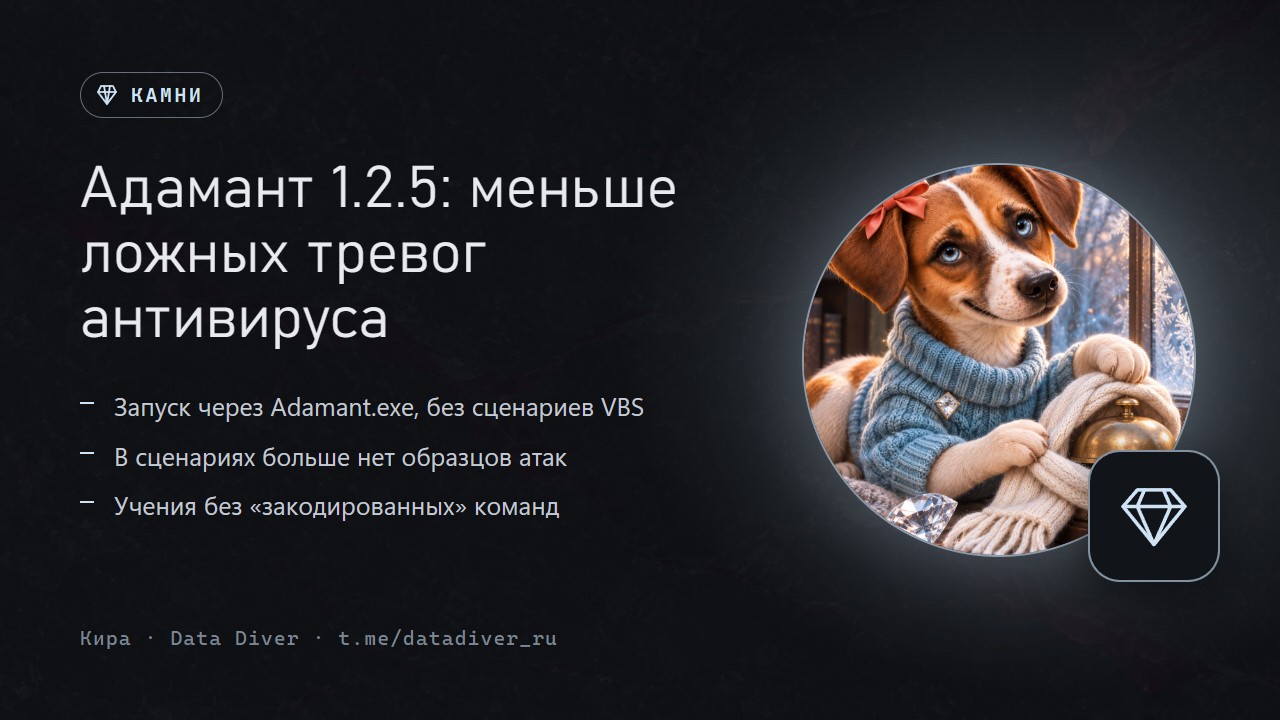 КАМНИ
Адамант 1.2.5: меньше
ложных тревог
антивируса
Запуск через Adamant.exe, без сценариев VBS
В сценариях больше нет образцов атак
Учения без «закодированных» команд
Кира · Data Diver · t.me/datadiver_ru